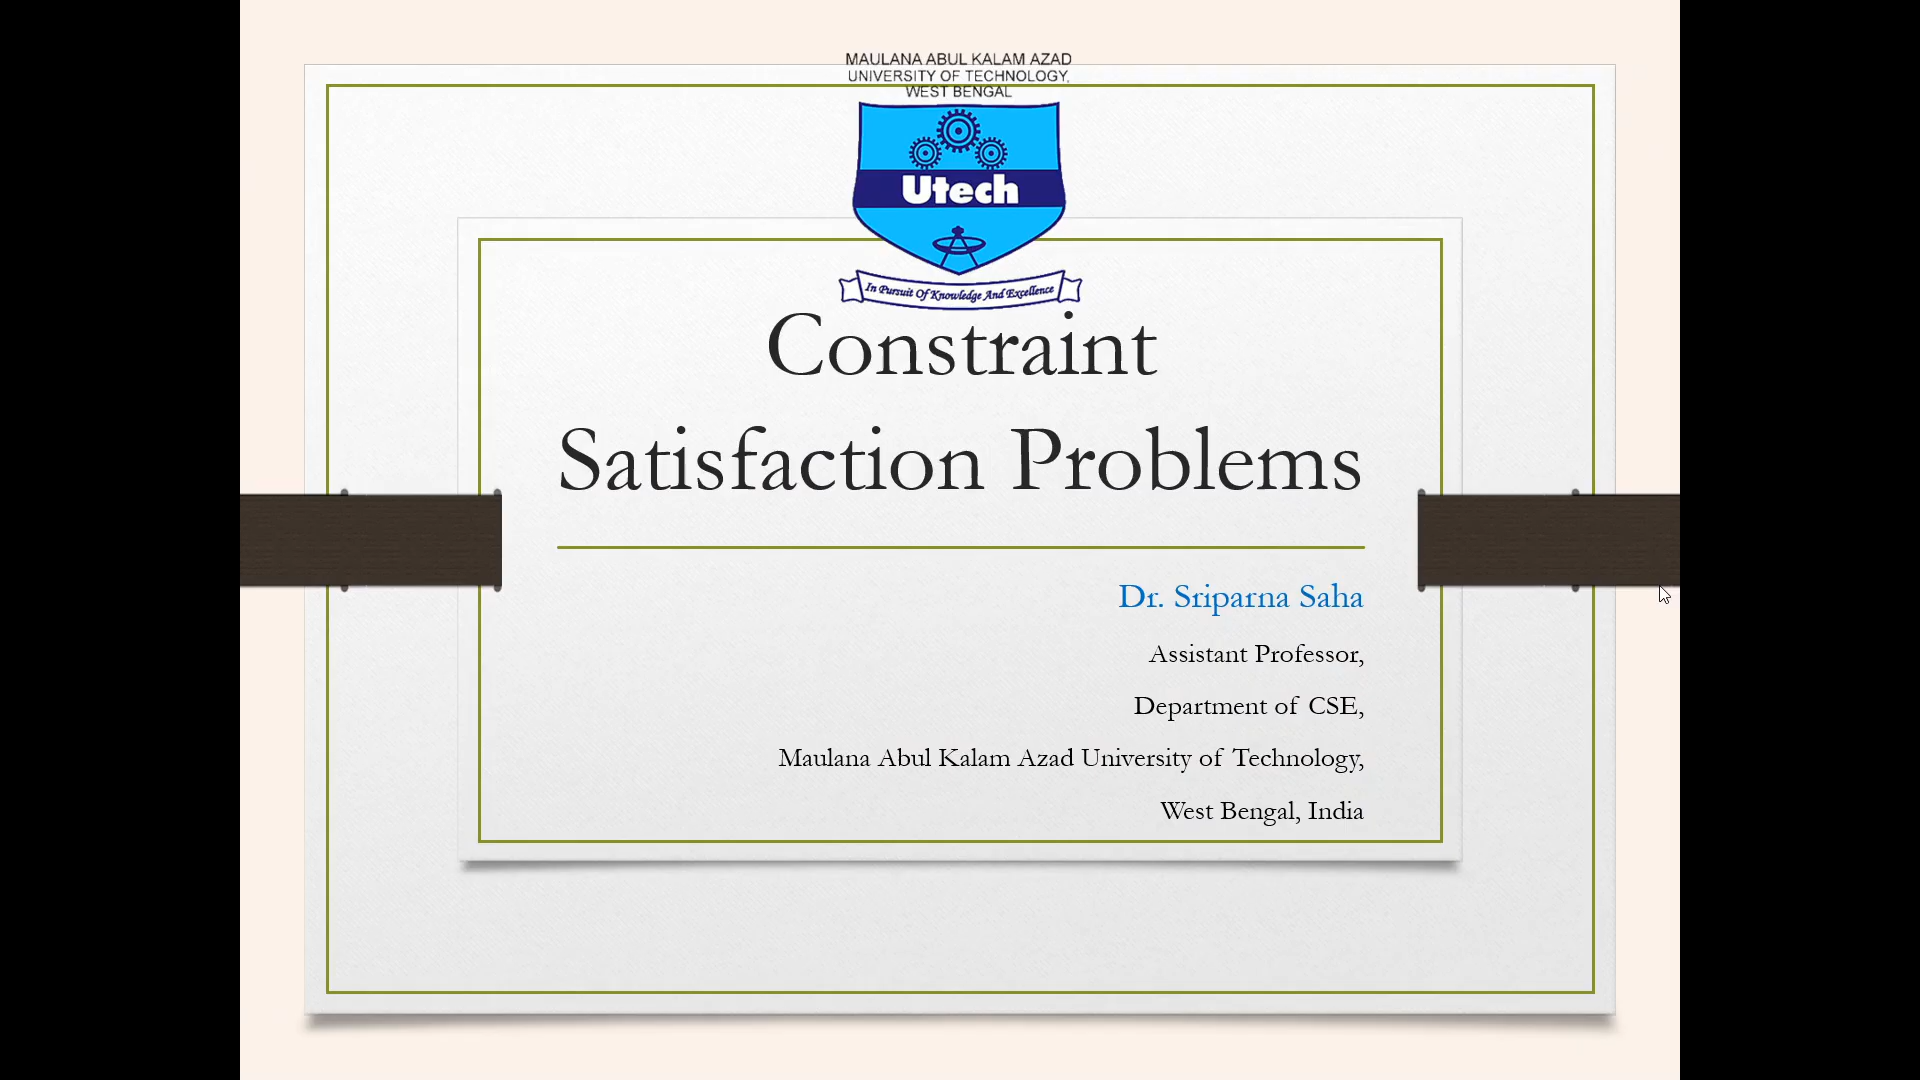 MAULANA ABUL KALAM AZAD
UNIVERSITY OF TECHNOLOGY,
WEST BENGAL
Utech
In Pursuit Of Knowledge And Excellence
Constraint
Satisfaction Problems
Dr. Sriparna Saha
Assistant Professor,
Department of CSE,
Maulana Abul Kalam Azad University of Technology,
West Bengal, India